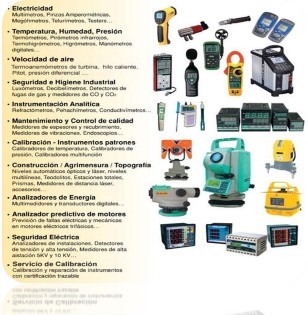 • Electricidad
Multímetros, Pinzas Amperométricas,
Megóhmetros, Telurimetros, Testers...
• Temperatura, Humedad, Presión
Termómetros, Pirómetros infrarrojos,
Termohigrómetros, Higrómetros, Manómetros
digitales...
• Velocidad de aire
Termoanemómetros de turbina, hilo caliente,
Pitot, presión diferencial ...
• Seguridad e Higiene Industrial
Luxómetros, Decibelímetros, Detectores de
fugas de gas y medidores de CO y CO₂
• Instrumentación Analítica
Refractómetros, Peachímetros, Conductivímetros...
• Mantenimiento y Control de calidad
Medidores de espesores y recubrimiento,
Medidores de vibraciones, Endoscopios...
• Calibración - Instrumentos patrones
Calibradores de temperatura, Calibradores de
presión, Calibradores multifunción
• Construcción / Agrimensura / Topografía
Niveles automáticos ópticos y láser, niveles
multilíneas, Teodolitos, Estaciones totales,
Prismas, Medidores de distancia láser,
accesorios...
• Analizadores de Energía
Multimedidores y transductores digitales...
• Analizador predictivo de motores
Previsión de fallas eléctricas y mecánicas
en motores eléctricos trifásicos...
• Seguridad Eléctrica
Analizadores de instalaciones, Detectores
de tensión y alta tensión, Medidores de alta
aislación 5KV y 10 KV...
• Servicio de Calibración
Calibración y reparación de instrumentos
con certificación trazable